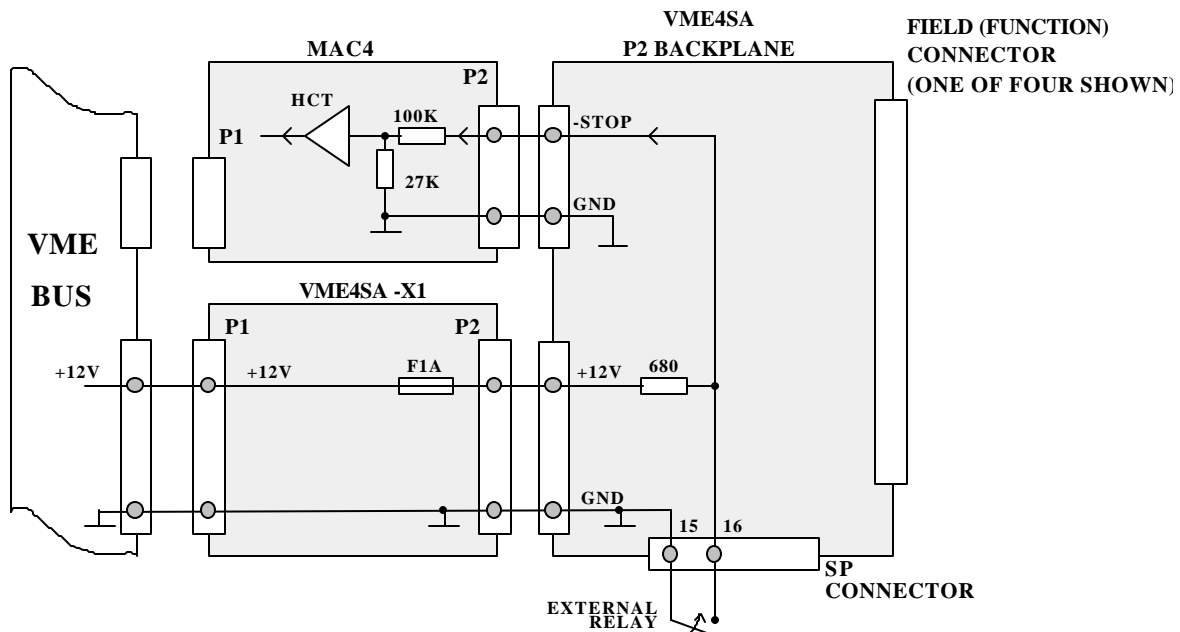 VME4SA
P2 BACKPLANE
FIELD (FUNCTION)
CONNECTOR
(ONE OF FOUR SHOWN)
MAC4
P2
HCT
100K
-STOP
P1
27K
GND
VME
BUS
VME4SA -X1
P1
P2
+12V
+12V
F1A
+12V
680
GND
15
16
SP
CONNECTOR
EXTERNAL
RELAY